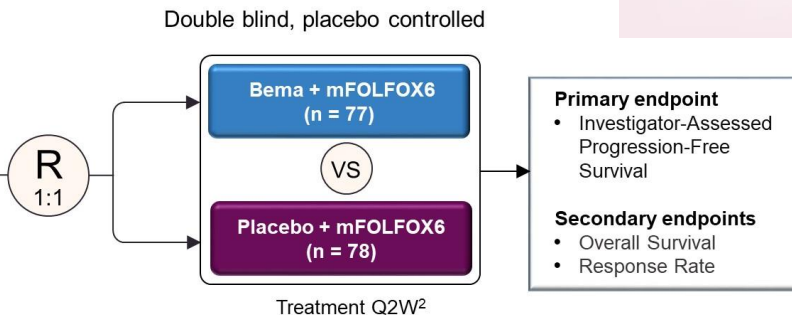 Double blind, placebo controlled
R
1:1
Bema + mFOLFOX6
(n = 77)
VS
Placebo + mFOLFOX6
(n = 78)
Treatment Q2W²
Primary endpoint
• Investigator-Assessed
Progression-Free
Survival
Secondary endpoints
• Overall Survival
• Response Rate